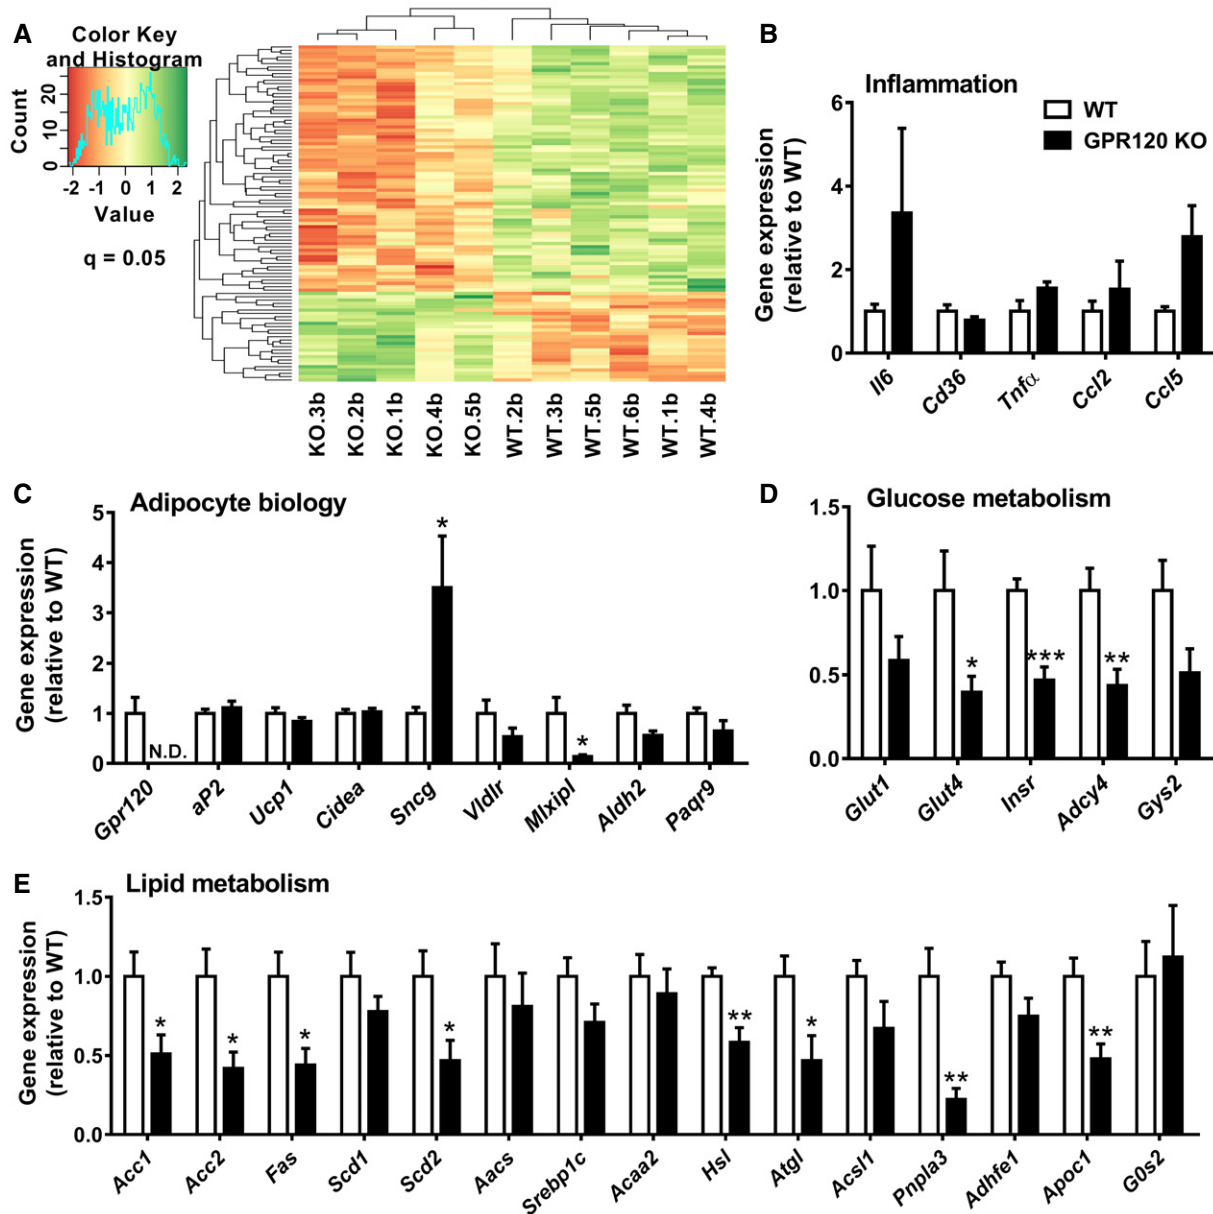 A
Color Key
and Histogram
Count
0 10 20
-2 -1 0 1 2
Value
q = 0.05
KO.3b
KO.2b
KO.1b
KO.4b
KO.5b
WT.2b
WT.3b
WT.5b
WT.6b
WT.1b
WT.4b
B
Inflammation
WT
GPR120 KO
Gene expression
(relative to WT)
6
4
2
0
Il6
Cd36
Tnfα
Ccl2
Ccl5
C
Adipocyte biology
Gene expression
(relative to WT)
5
4
3
2
1
0
N.D.
*
*
Gpr120
aP2
Ucp1
Cidea
Sncg
Vldlr
Mlxipl
Aldh2
Paqr9
D
Glucose metabolism
1.5
1.0
0.5
0.0
*
***
**
Glut1
Glut4
Insr
Adcy4
Gys2
E
Lipid metabolism
Gene expression
(relative to WT)
1.5
1.0
0.5
0.0
*
*
*
*
**
*
**
**
Acc1
Acc2
Fas
Scd1
Scd2
Aacs
Srebp1c
Acaa2
Hsl
Atgl
Acsl1
Pnpla3
Adhfe1
Apoc1
G0s2